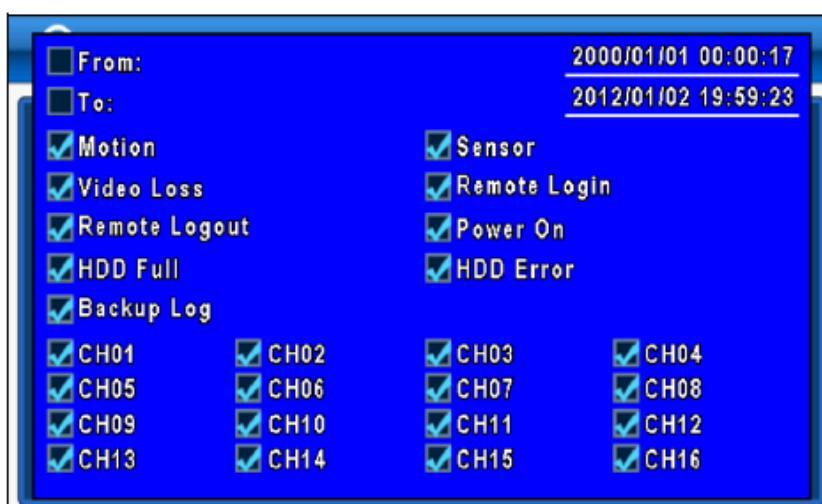 From: 2000/01/01 00:00:17
To: 2012/01/02 19:59:23
Motion Sensor
Video Loss Remote Login
Remote Logout Power On
HDD Full HDD Error
Backup Log
CH01 CH02 CH03 CH04
CH05 CH06 CH07 CH08
CH09 CH10 CH11 CH12
CH13 CH14 CH15 CH16